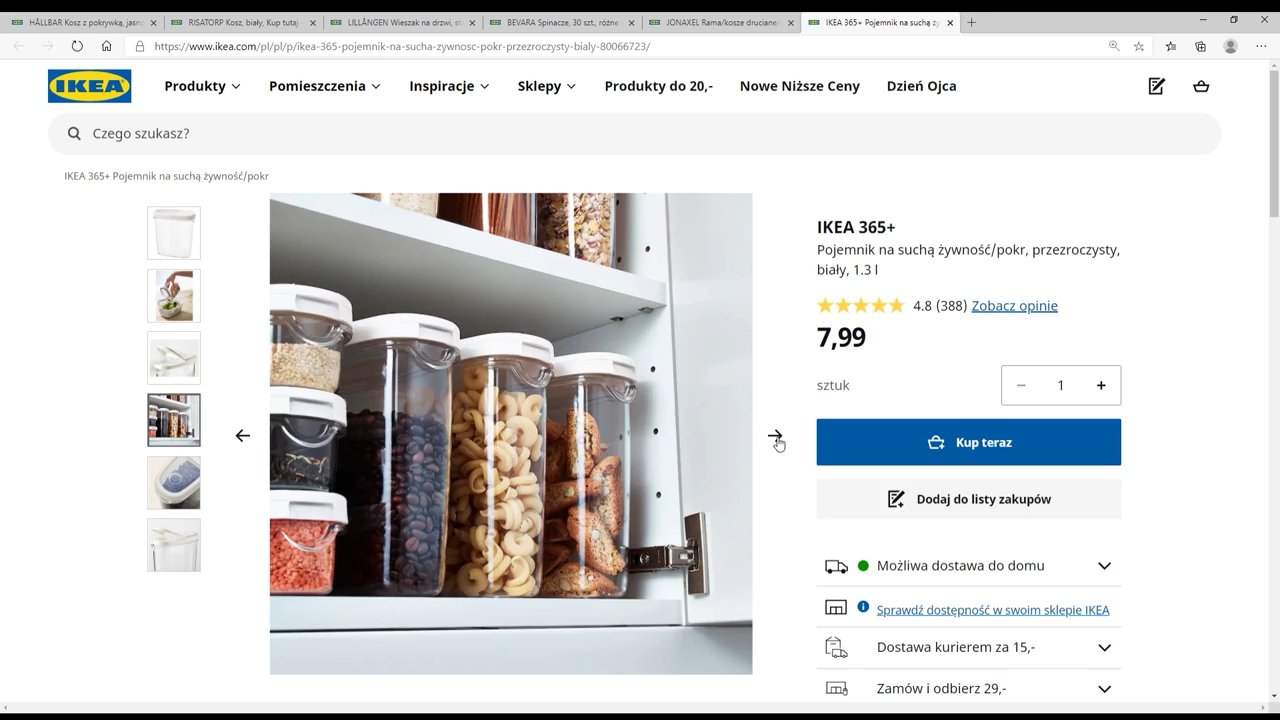 HÅLLBAR Kosz z pokrywką, jasno
RISATORP Kosz, biały, Kup tutaj
LILLÅNGEN Wieszak na drzwi, sta
BEVARA Spinacze, 30 szt., różne
JONAXEL Rama/kosze druciane/
IKEA 365+ Pojemnik na suchą ży
https://www.ikea.com/pl/pl/p/ikea-365-pojemnik-na-sucha-zywnosc-pokr-przezroczysty-bialy-80066723/
IKEA
Produkty
Pomieszczenia
Inspiracje
Sklepy
Produkty do 20,-
Nowe Niższe Ceny
Dzień Ojca
Czego szukasz?
IKEA 365+ Pojemnik na suchą żywność/pokr
IKEA 365+
Pojemnik na suchą żywność/pokr, przezroczysty,
biały, 1.3 l
4.8 (388) Zobacz opinie
7,99
sztuk
1
Kup teraz
Dodaj do listy zakupów
Możliwa dostawa do domu
Sprawdź dostępność w swoim sklepie IKEA
Dostawa kurierem za 15,-
Zamów i odbierz 29,-